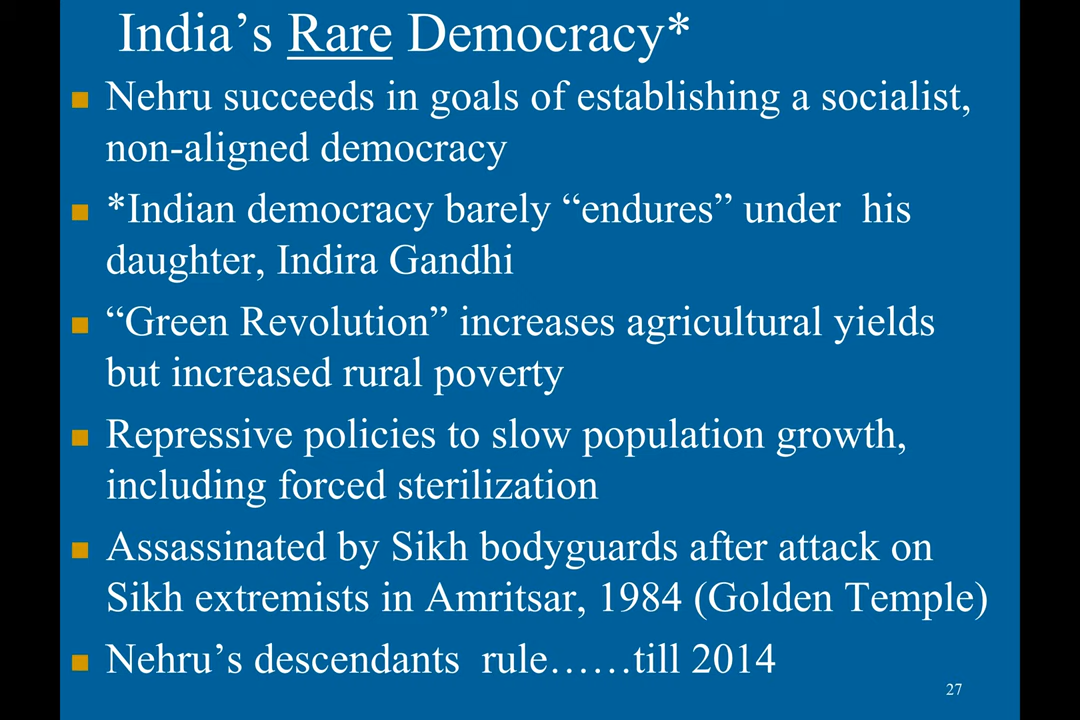 India’s Rare Democracy*
Nehru succeeds in goals of establishing a socialist,
non-aligned democracy
*Indian democracy barely “endures” under his
daughter, Indira Gandhi
“Green Revolution” increases agricultural yields
but increased rural poverty
Repressive policies to slow population growth,
including forced sterilization
Assassinated by Sikh bodyguards after attack on
Sikh extremists in Amritsar, 1984 (Golden Temple)
Nehru’s descendants rule……till 2014
27